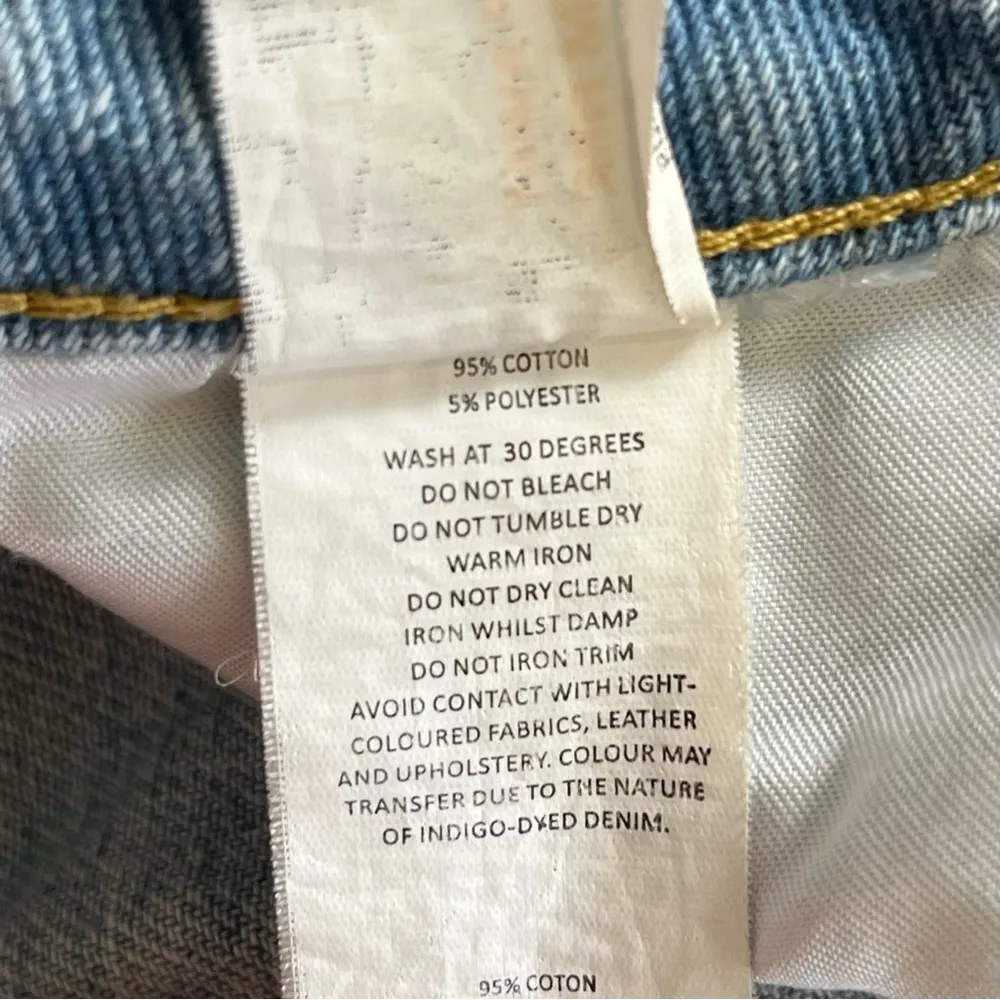 95% COTTON
5% POLYESTER
WASH AT 30 DEGREES
DO NOT BLEACH
DO NOT TUMBLE DRY
WARM IRON
DO NOT DRY CLEAN
IRON WHILST DAMP
DO NOT IRON TRIM
AVOID CONTACT WITH LIGHT-
COLOURED FABRICS, LEATHER
AND UPHOLSTERY. COLOUR MAY
TRANSFER DUE TO THE NATURE
OF INDIGO-DYED DENIM.
95% COTON